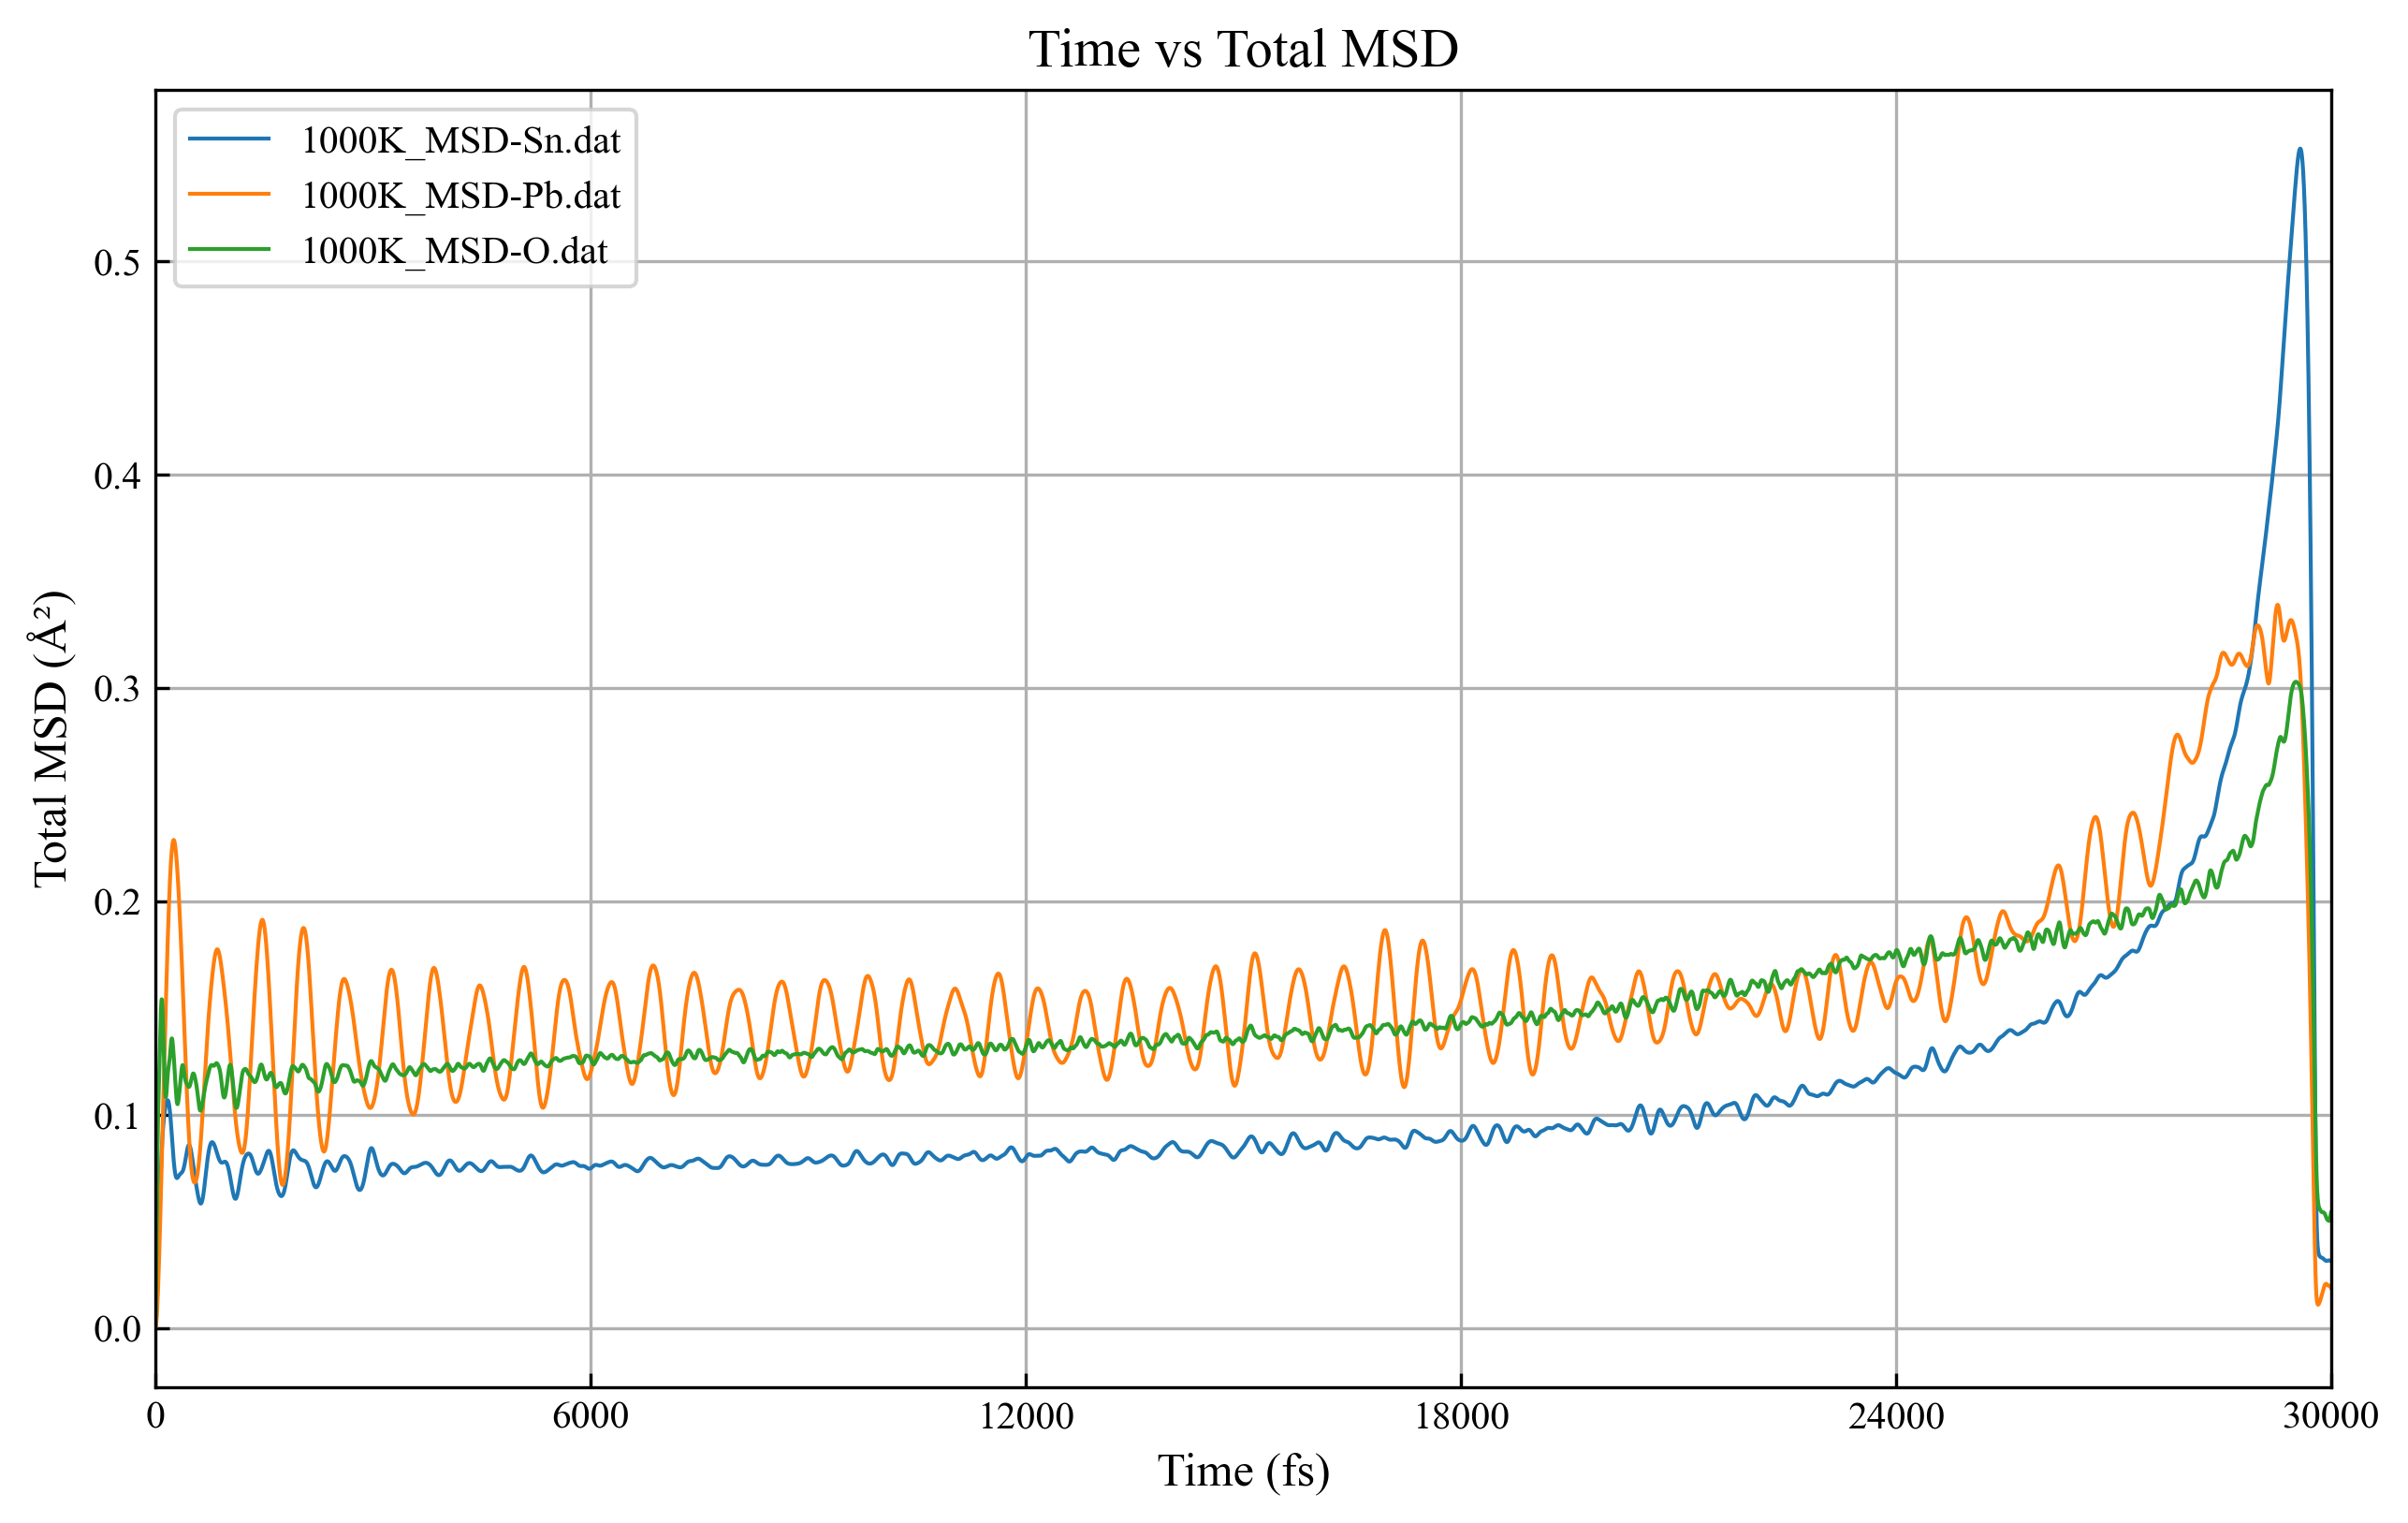 Time vs Total MSD
1000K_MSD-Sn.dat
1000K_MSD-Pb.dat
1000K_MSD-O.dat
Total MSD (Å²)
0.5
0.4
0.3
0.2
0.1
0.0
0 6000 12000 18000 24000 30000
Time (fs)